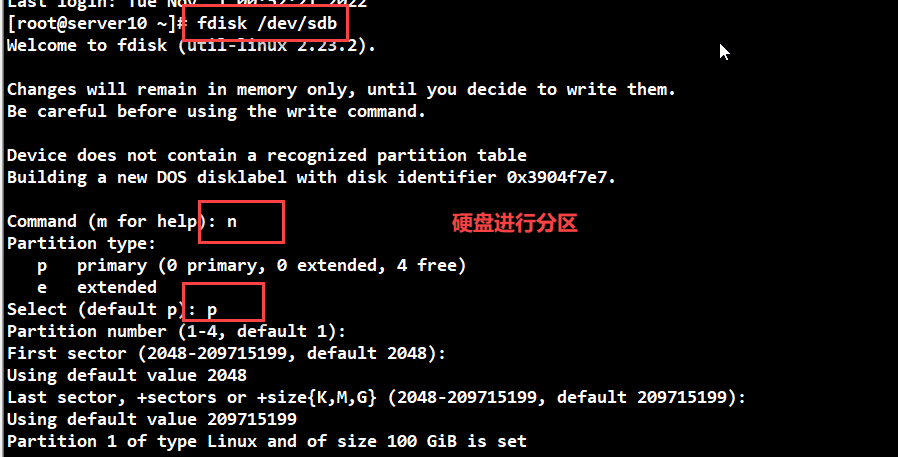 Last login: Tue Nov  1 00:52:21 2022
[root@server10 ~]# fdisk /dev/sdb
Welcome to fdisk (util-linux 2.23.2).
Changes will remain in memory only, until you decide to write them.
Be careful before using the write command.
Device does not contain a recognized partition table
Building a new DOS disklabel with disk identifier 0x3904f7e7.
Command (m for help): n
硬盘进行分区
Partition type:
   p   primary (0 primary, 0 extended, 4 free)
   e   extended
Select (default p): p
Partition number (1-4, default 1):
First sector (2048-209715199, default 2048):
Using default value 2048
Last sector, +sectors or +size{K,M,G} (2048-209715199, default 209715199):
Using default value 209715199
Partition 1 of type Linux and of size 100 GiB is set